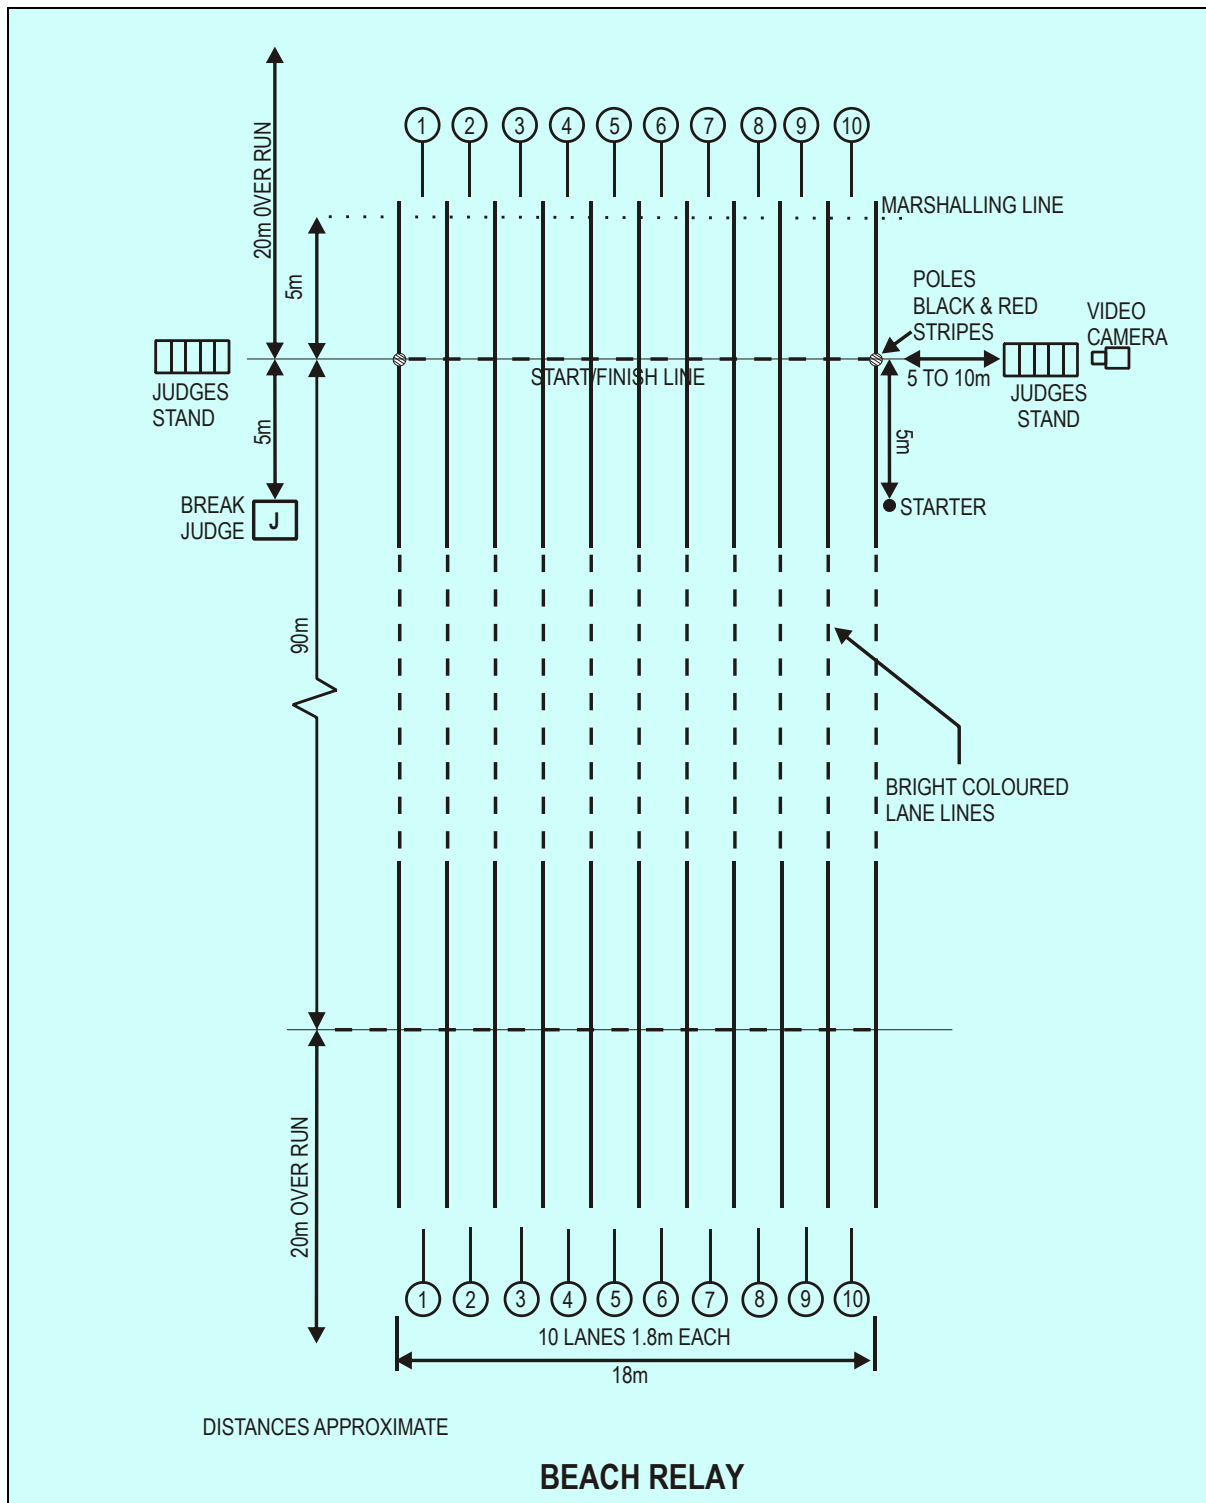 1 2 3 4 5 6 7 8 9 10
20m 0VER RUN
MARSHALLING LINE
5m
POLES
BLACK & RED
STRIPES
VIDEO
CAMERA
START/FINISH LINE
5 TO 10m
JUDGES
STAND
JUDGES
STAND
5m
5m
BREAK
JUDGE
J
STARTER
90m
BRIGHT COLOURED
LANE LINES
20m OVER RUN
1 2 3 4 5 6 7 8 9 10
10 LANES 1.8m EACH
18m
DISTANCES APPROXIMATE
BEACH RELAY